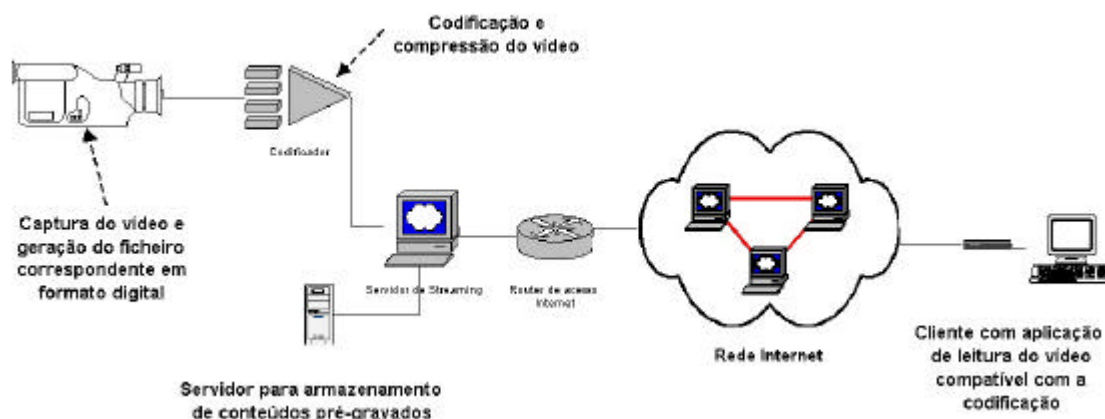 Codificação e
compressão do vídeo
Codificador
Captura do vídeo e
geração do ficheiro
correspondente em
formato digital
Servidor de Streaming
Router de acesso
Internet
Rede Internet
Cliente com aplicação
de leitura do vídeo
compatível com a
codificação
Servidor para armazenamento
de conteúdos pré-gravados